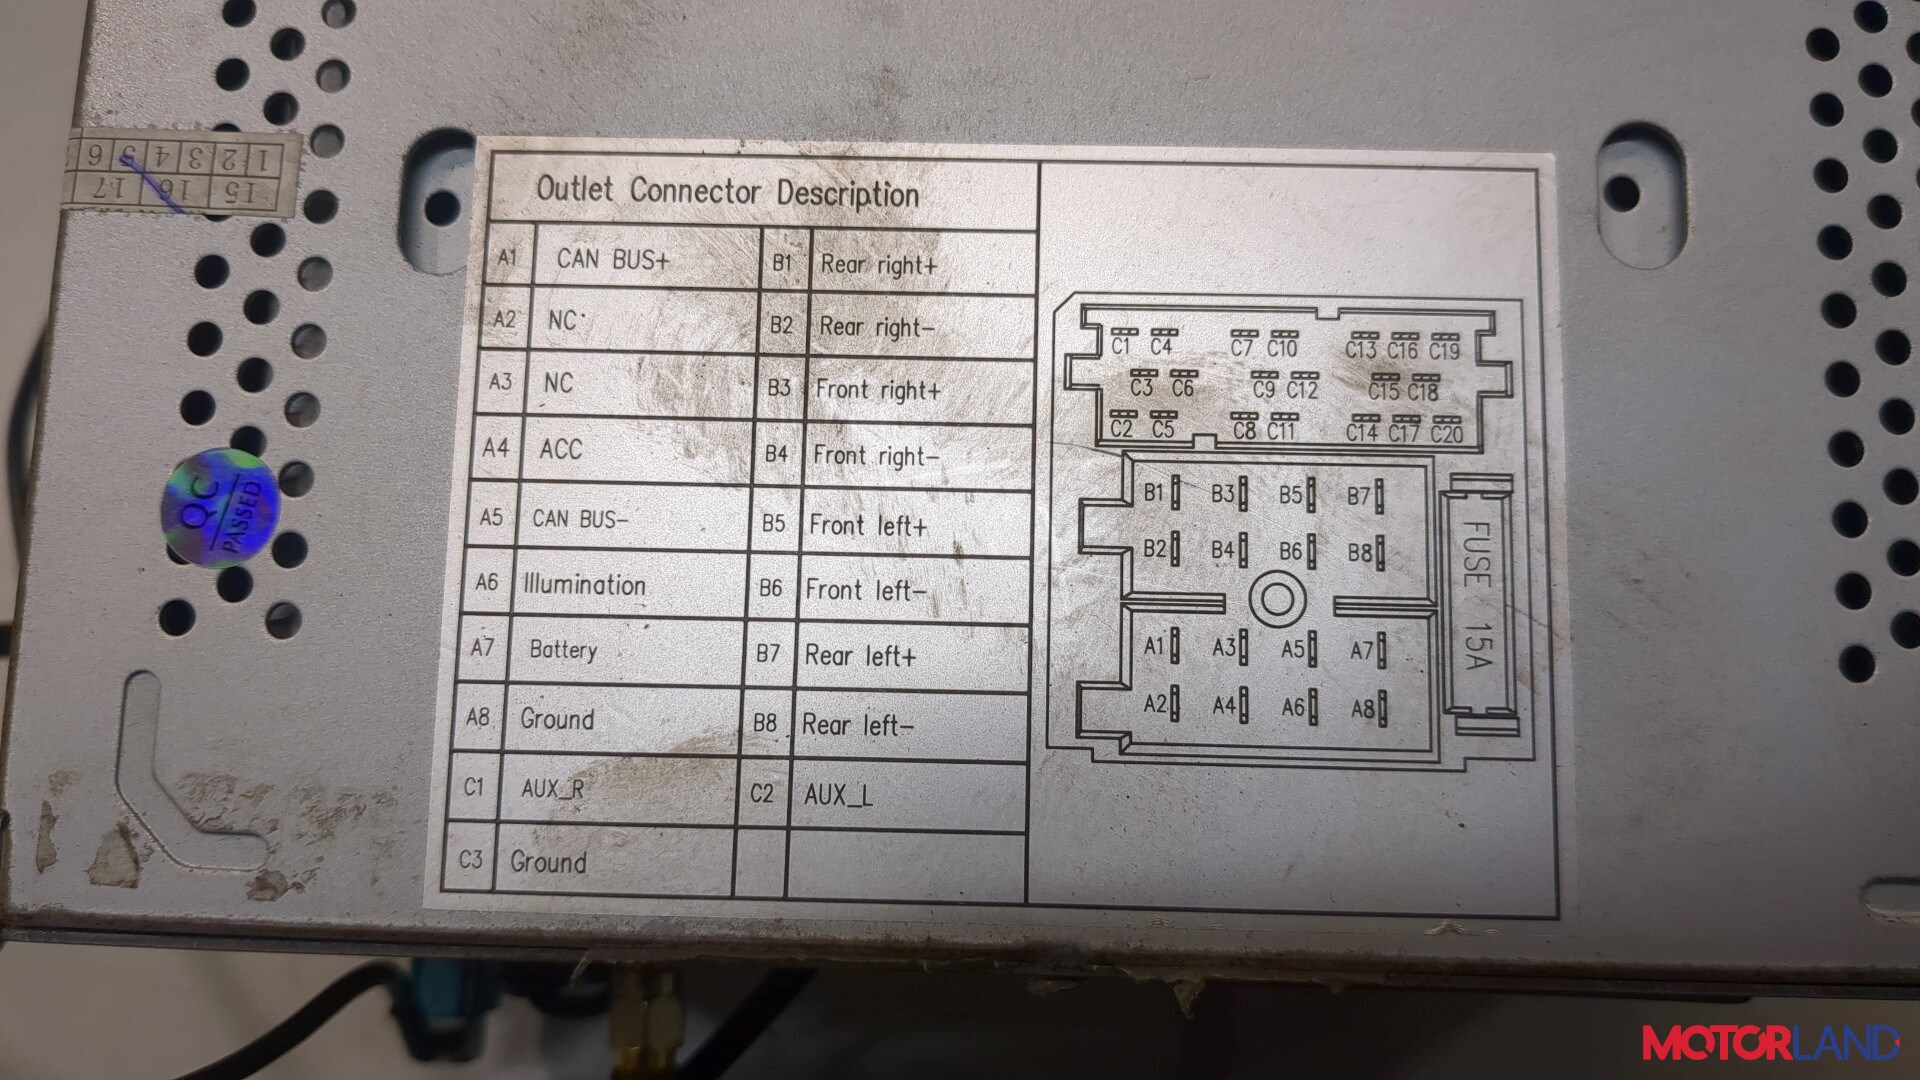 1 2 3 4 5 6
15 16 17
QC
PASSED
Outlet Connector Description
A1 CAN BUS+ B1 Rear right+
A2 NC B2 Rear right-
A3 NC B3 Front right+
A4 ACC B4 Front right-
A5 CAN BUS- B5 Front left+
A6 Illumination B6 Front left-
A7 Battery B7 Rear left+
A8 Ground B8 Rear left-
C1 AUX_R C2 AUX_L
C3 Ground
C1 C4 C7 C10 C13 C16 C19
C3 C6 C9 C12 C15 C18
C2 C5 C8 C11 C14 C17 C20
B1 B3 B5 B7
B2 B4 B6 B8
A1 A3 A5 A7
A2 A4 A6 A8
FUSE 15A
MOTORLAND